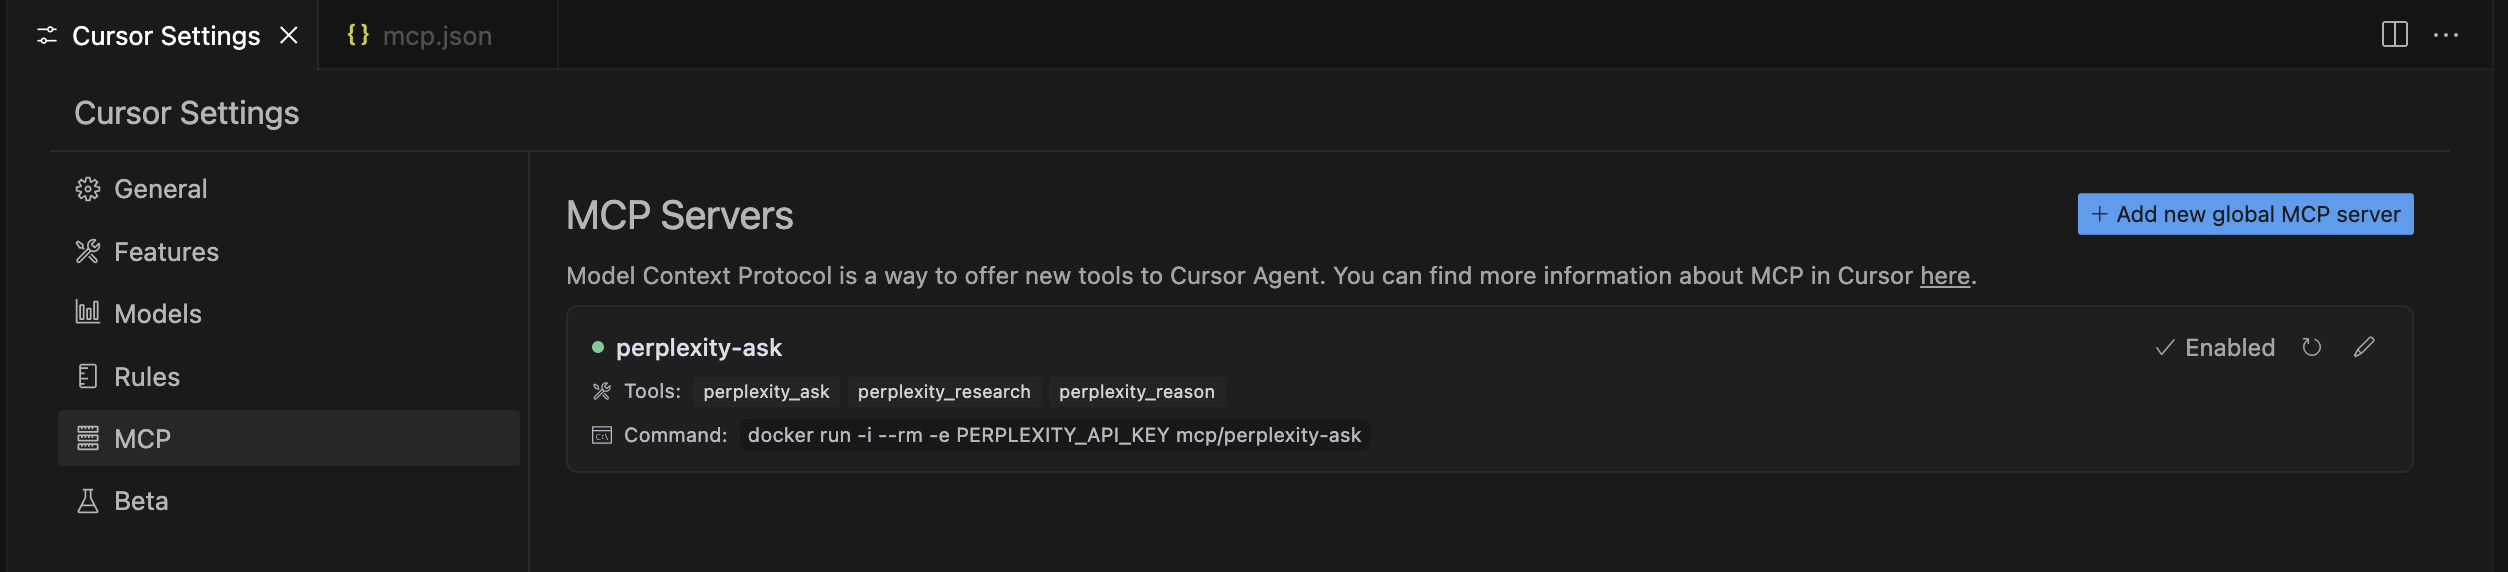 Cursor Settings
{} mcp.json
Cursor Settings
General
Features
Models
Rules
MCP
Beta
MCP Servers
+ Add new global MCP server
Model Context Protocol is a way to offer new tools to Cursor Agent. You can find more information about MCP in Cursor here.
perplexity-ask
Enabled
Tools: perplexity_ask perplexity_research perplexity_reason
Command: docker run -i --rm -e PERPLEXITY_API_KEY mcp/perplexity-ask